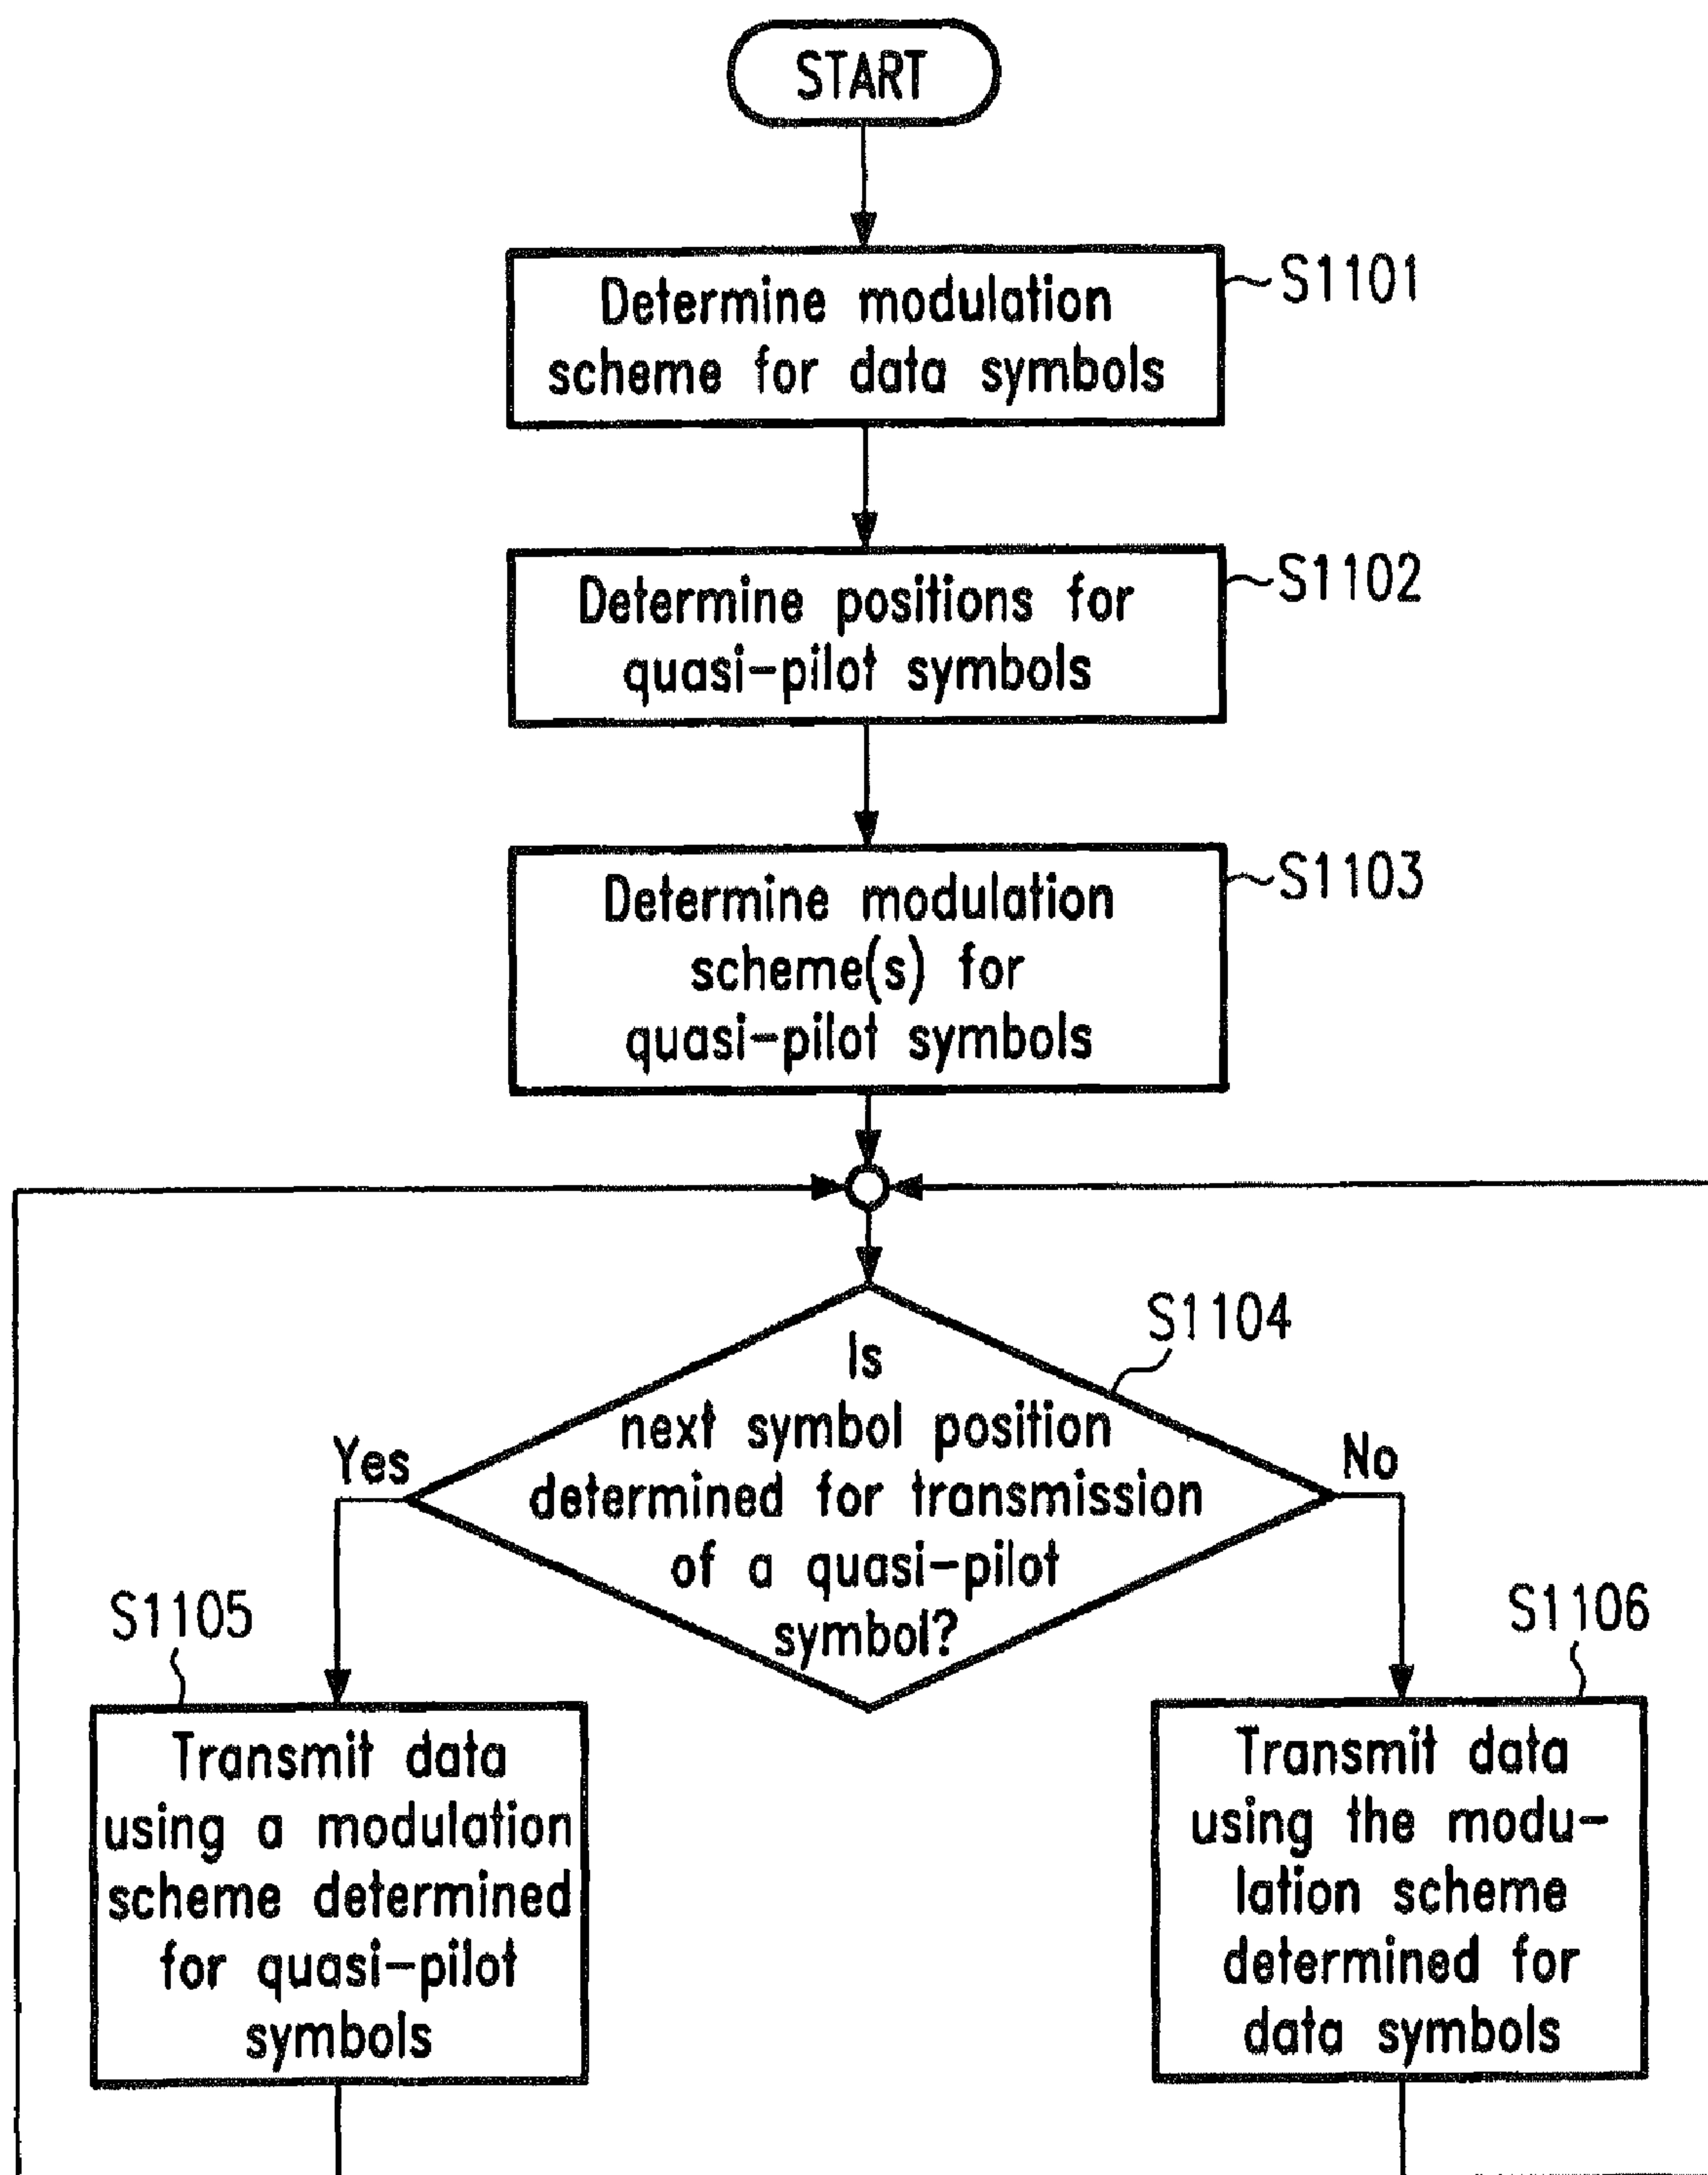 START
Determine modulation
scheme for data symbols
S1101
Determine positions for
quasi-pilot symbols
S1102
Determine modulation
scheme(s) for
quasi-pilot symbols
S1103
S1104
Is
next symbol position
determined for transmission
of a quasi-pilot
symbol?
Yes
No
S1105
Transmit data
using a modulation
scheme determined
for quasi-pilot
symbols
S1106
Transmit data
using the modu-
lation scheme
determined for
data symbols